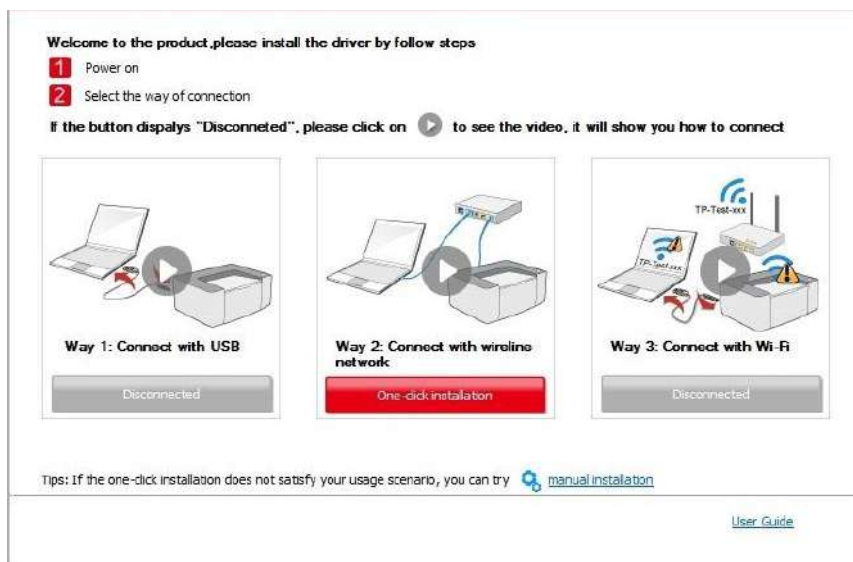 Welcome to the product,please install the driver by follow steps
1 Power on
2 Select the way of connection
If the button dispalys "Disconneted", please click on to see the video, it will show you how to connect
TP-Test-xxx
TP-Test-xxx
Way 1: Connect with USB
Disconnected
Way 2: Connect with wireline
network
One-click installation
Way 3: Connect with Wi-Fi
Disconnected
Tips: If the one-click installation does not satisfy your usage scenario, you can try manual installation
User Guide